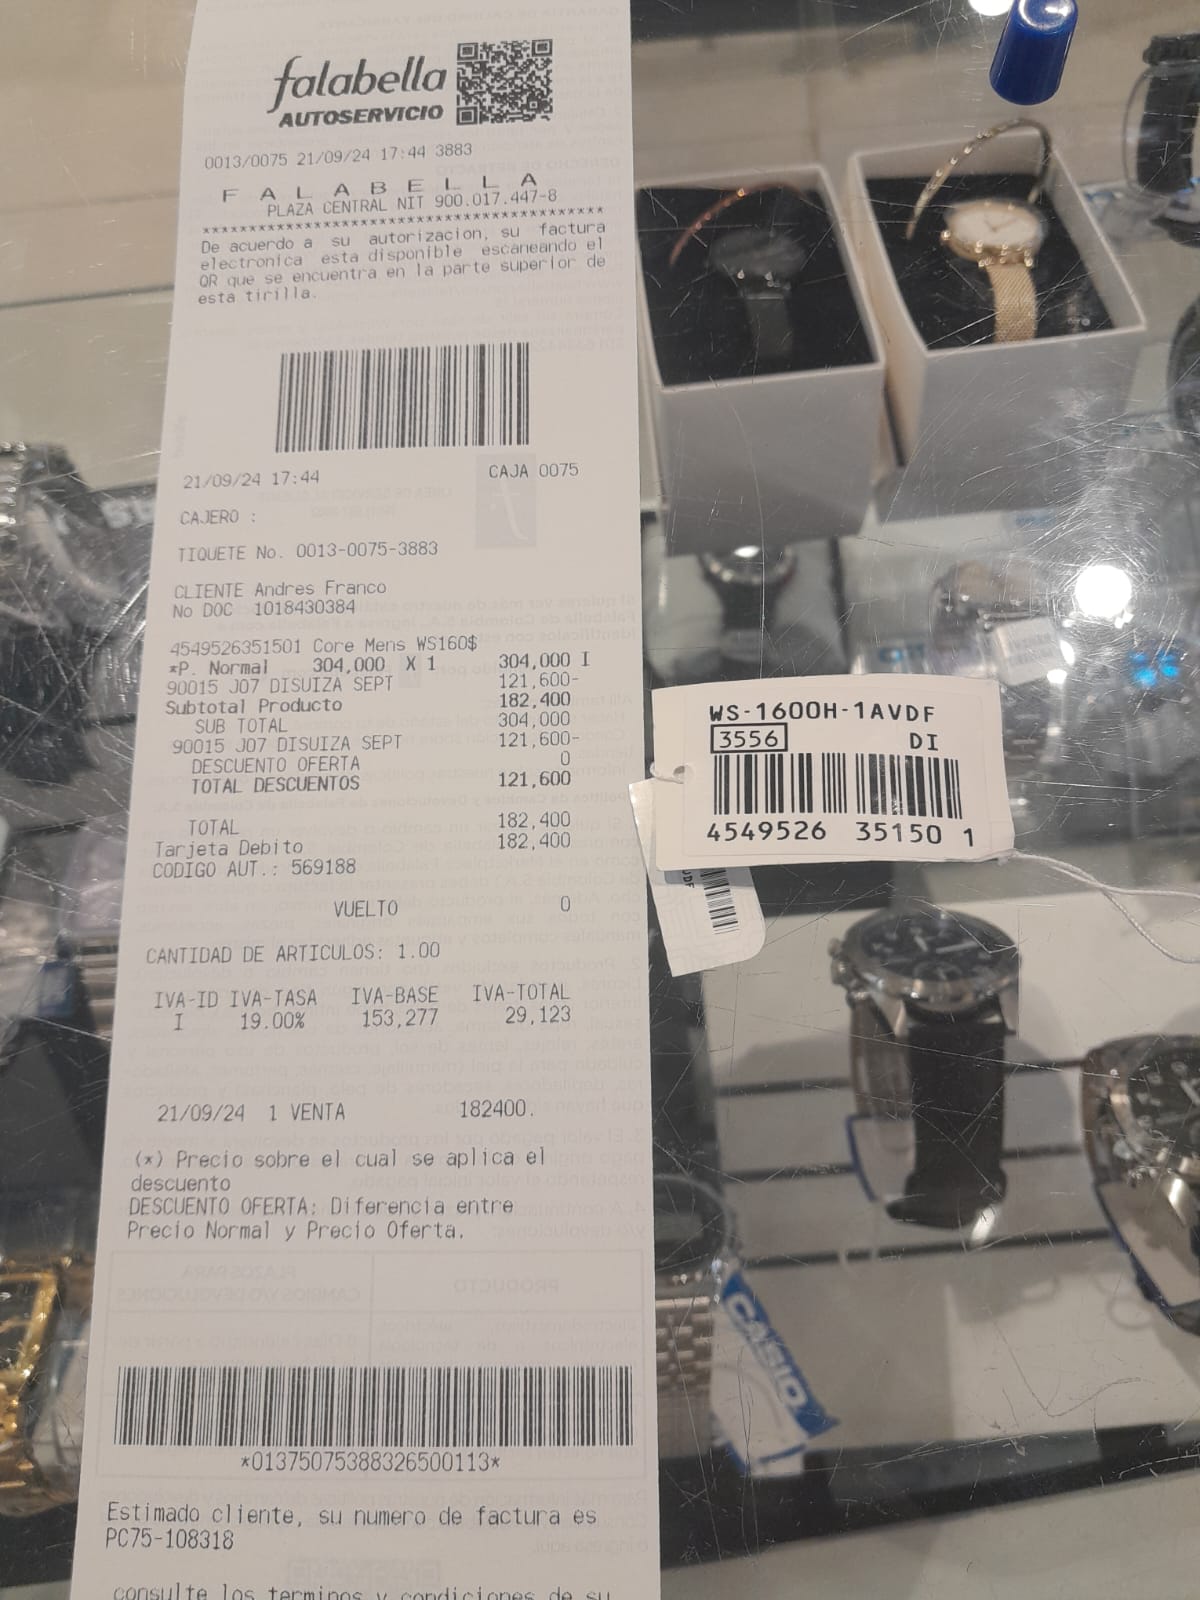 falabella
AUTOSERVICIO
0013/0075 21/09/24 17:44 3883
F A L A B E L L A
PLAZA CENTRAL NIT 900.017.447-8
******************************************
De acuerdo a su autorizacion, su factura
electronica esta disponible escaneando el
QR que se encuentra en la parte superior de
esta tirilla.
21/09/24 17:44 CAJA 0075
CAJERO :
TIQUETE No. 0013-0075-3883
CLIENTE Andres Franco
No DOC 1018430384
4549526351501 Core Mens WS160$
*P. Normal 304,000 X 1 304,000 I
90015 J07 DISUIZA SEPT 121,600-
Subtotal Producto 182,400
SUB TOTAL 304,000
90015 J07 DISUIZA SEPT 121,600-
DESCUENTO OFERTA 0
TOTAL DESCUENTOS 121,600
TOTAL 182,400
Tarjeta Debito 182,400
CODIGO AUT.: 569188
VUELTO 0
CANTIDAD DE ARTICULOS: 1.00
IVA-ID IVA-TASA IVA-BASE IVA-TOTAL
I 19.00% 153,277 29,123
21/09/24 1 VENTA 182400.
(*) Precio sobre el cual se aplica el
descuento
DESCUENTO OFERTA: Diferencia entre
Precio Normal y Precio Oferta.
*01375075388326500113*
Estimado cliente, su numero de factura es
PC75-108318
consulte los terminos y condiciones de su
WS-1600H-1AVDF
3556 DI
4549526 35150 1
CASIO